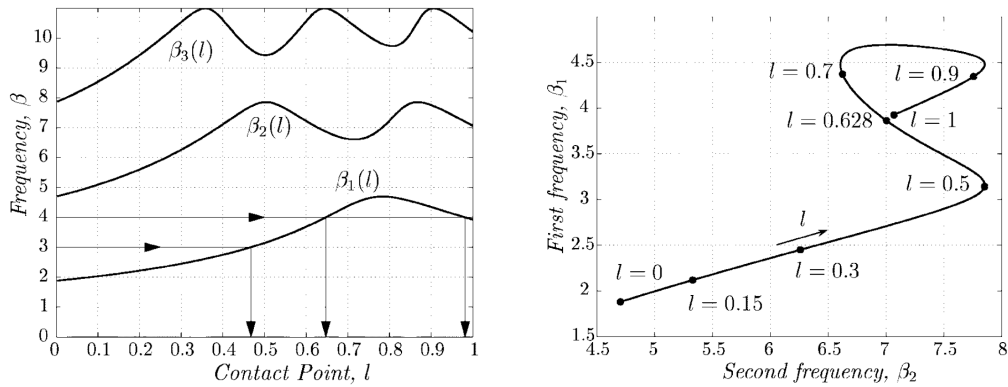 10
9
8
7
6
5
4
3
2
1
0
Frequency, β
β₃(l)
β₂(l)
β₁(l)
0 0.1 0.2 0.3 0.4 0.5 0.6 0.7 0.8 0.9 1
Contact Point, l
4.5
4
3.5
3
2.5
2
1.5
First frequency, β₁
l = 0.7
l = 0.9
l = 0.628
l = 1
l = 0.5
l
l = 0.3
l = 0
l = 0.15
4.5 5 5.5 6 6.5 7 7.5 8
Second frequency, β₂